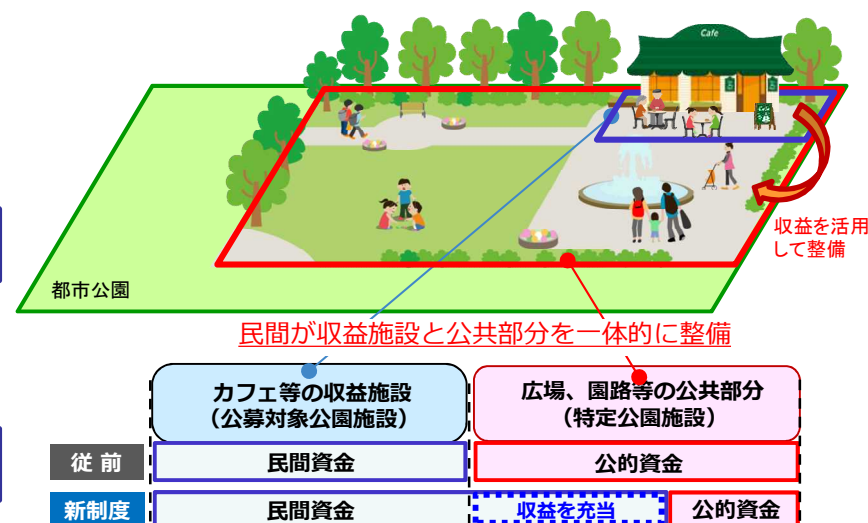 Cafe
Cafe
収益を活用
して整備
都市公園
民間が収益施設と公共部分を一体的に整備
カフェ等の収益施設
（公募対象公園施設）
広場、園路等の公共部分
（特定公園施設）
従 前
民間資金
公的資金
新制度
民間資金
収益を充当
公的資金